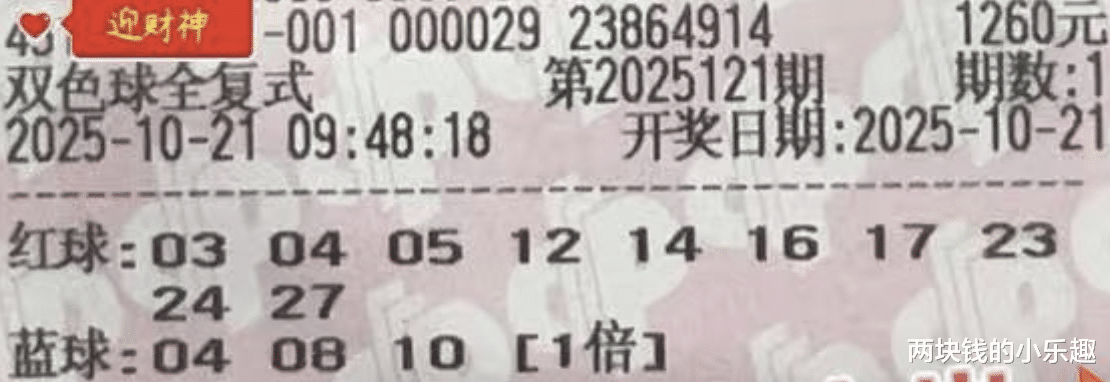 迎财神
-001 000029 23864914 1260元
双色球全复式 第2025121期 期数:1
2025-10-21 09:48:18 开奖日期:2025-10-21
红球:03 04 05 12 14 16 17 23
24 27
蓝球:04 08 10 [1倍]
两块钱的小乐趣